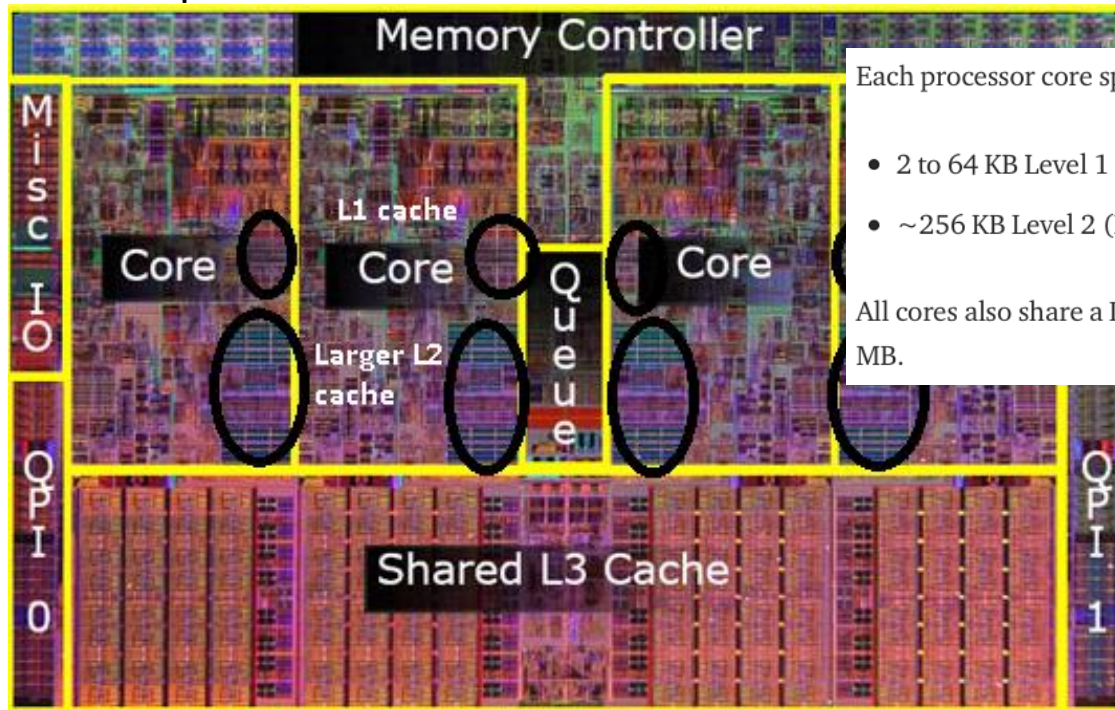 Memory Controller
Each processor core
2 to 64 KB Level 1
~256 KB Level 2
All cores also share a
MB.
Misc IO
L1 cache
Core
Core
Core
Queue
Larger L2
cache
QPI 0
QPI 1
Shared L3 Cache